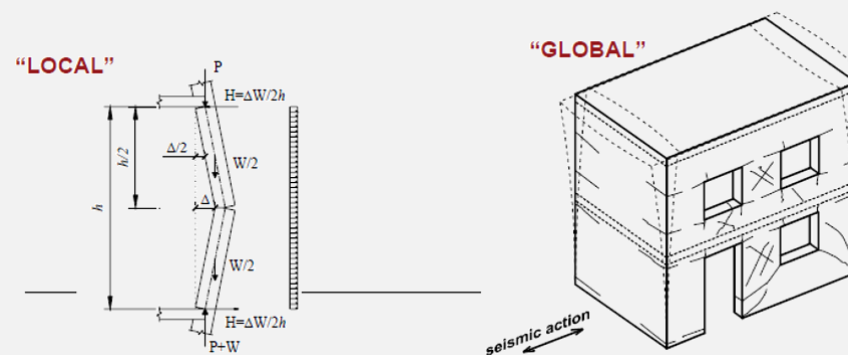 “LOCAL”
“GLOBAL”
P
H=ΔW/2h
h/2
Δ/2
W/2
h
Δ
W/2
H=ΔW/2h
P+W
seismic action